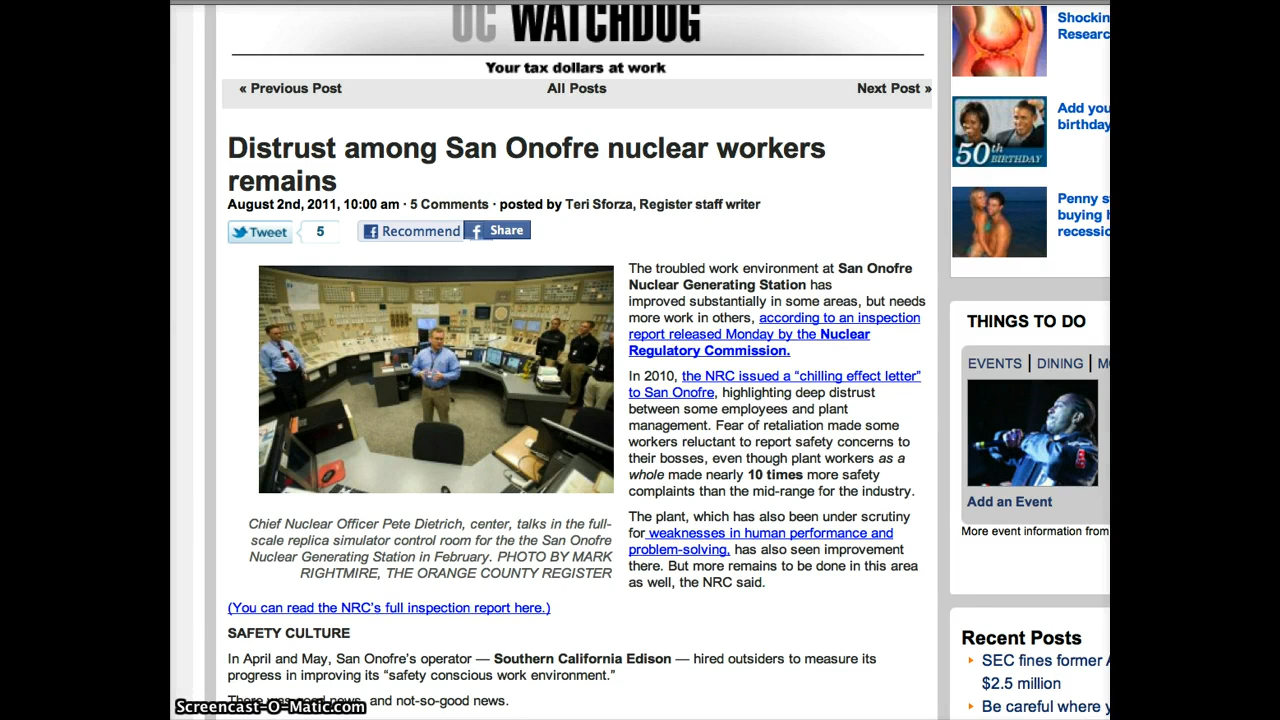 OC WATCHDOG
Your tax dollars at work
« Previous Post
All Posts
Next Post »
Distrust among San Onofre nuclear workers
remains
August 2nd, 2011, 10:00 am · 5 Comments · posted by Teri Sforza, Register staff writer
Tweet
5
Recommend
Share
The troubled work environment at San Onofre
Nuclear Generating Station has
improved substantially in some areas, but needs
more work in others, according to an inspection
report released Monday by the Nuclear
Regulatory Commission.
In 2010, the NRC issued a “chilling effect letter”
to San Onofre, highlighting deep distrust
between some employees and plant
management. Fear of retaliation made some
workers reluctant to report safety concerns to
their bosses, even though plant workers as a
whole made nearly 10 times more safety
complaints than the mid-range for the industry.
Chief Nuclear Officer Pete Dietrich, center, talks in the full-
scale replica simulator control room for the the San Onofre
Nuclear Generating Station in February. PHOTO BY MARK
RIGHTMIRE, THE ORANGE COUNTY REGISTER
The plant, which has also been under scrutiny
for weaknesses in human performance and
problem-solving, has also seen improvement
there. But more remains to be done in this area
as well, the NRC said.
(You can read the NRC’s full inspection report here.)
SAFETY CULTURE
In April and May, San Onofre’s operator — Southern California Edison — hired outsiders to measure its
progress in improving its “safety conscious work environment.”
There was good news, and not-so-good news.
Screencast-O-Matic.com
Shockin
Researc
50th
BIRTHDAY
Add you
birthday
Penny s
buying h
recessio
THINGS TO DO
EVENTS | DINING | M
Add an Event
More event information from
Recent Posts
SEC fines former
$2.5 million
Be careful where y